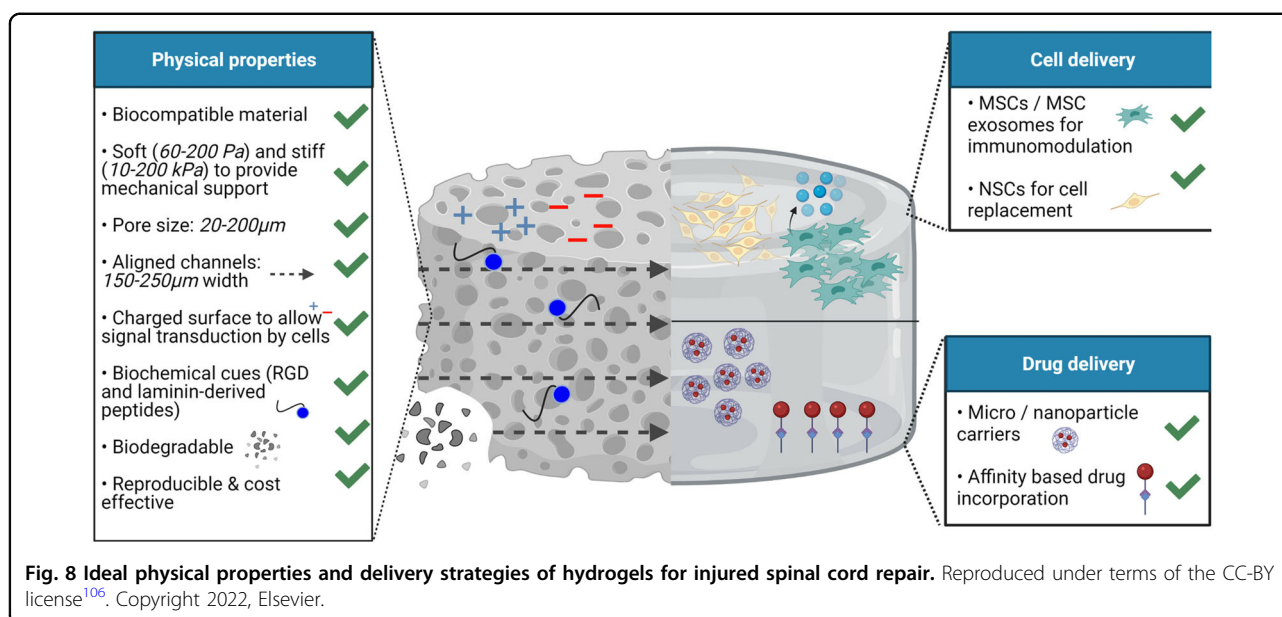 Physical properties
• Biocompatible material
• Soft (60-200 Pa) and stiff
(10-200 kPa) to provide
mechanical support
• Pore size: 20-200µm
• Aligned channels:
150-250µm width
• Charged surface to allow
signal transduction by cells
• Biochemical cues (RGD
and laminin-derived
peptides)
• Biodegradable
• Reproducible & cost
effective
Cell delivery
• MSCs / MSC
exosomes for
immunomodulation
• NSCs for cell
replacement
Drug delivery
• Micro / nanoparticle
carriers
• Affinity based drug
incorporation
Fig. 8 Ideal physical properties and delivery strategies of hydrogels for injured spinal cord repair. Reproduced under terms of the CC-BY
license106. Copyright 2022, Elsevier.